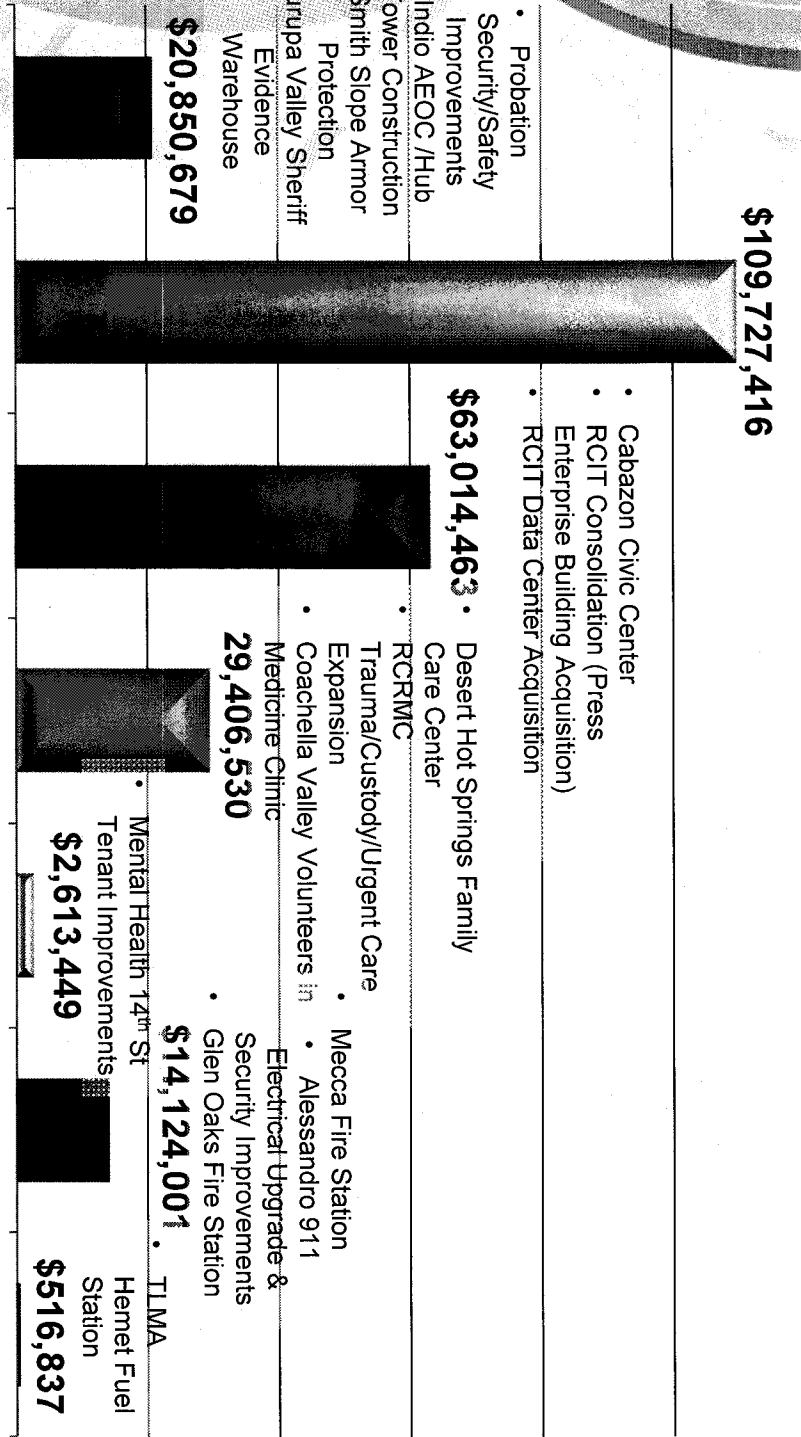 • Probation
Security/Safety
Improvements
Indio AEOC /Hub
Construction
Smith Slope Armor
Protection
Valley Sheriff
Evidence
Warehouse
$20,850,679
$109,727,416
• Cabazon Civic Center
• RCIT Consolidation (Press
Enterprise Building Acquisition)
• RCIT Data Center Acquisition
$63,014,463
• Desert Hot Springs Family
Care Center
• RCRMC
Trauma/Custody/Urgent Care
Expansion
• Coachella Valley Volunteers in
Medicine Clinic
29,406,530
• Mental Health 14th St
Tenant Improvements
$2,613,449
• Mecca Fire Station
• Alessandro 911
Electrical Upgrade &
Security Improvements
• Glen Oaks Fire Station
$14,124,001
• TLMA
Hemet Fuel
Station
$516,837